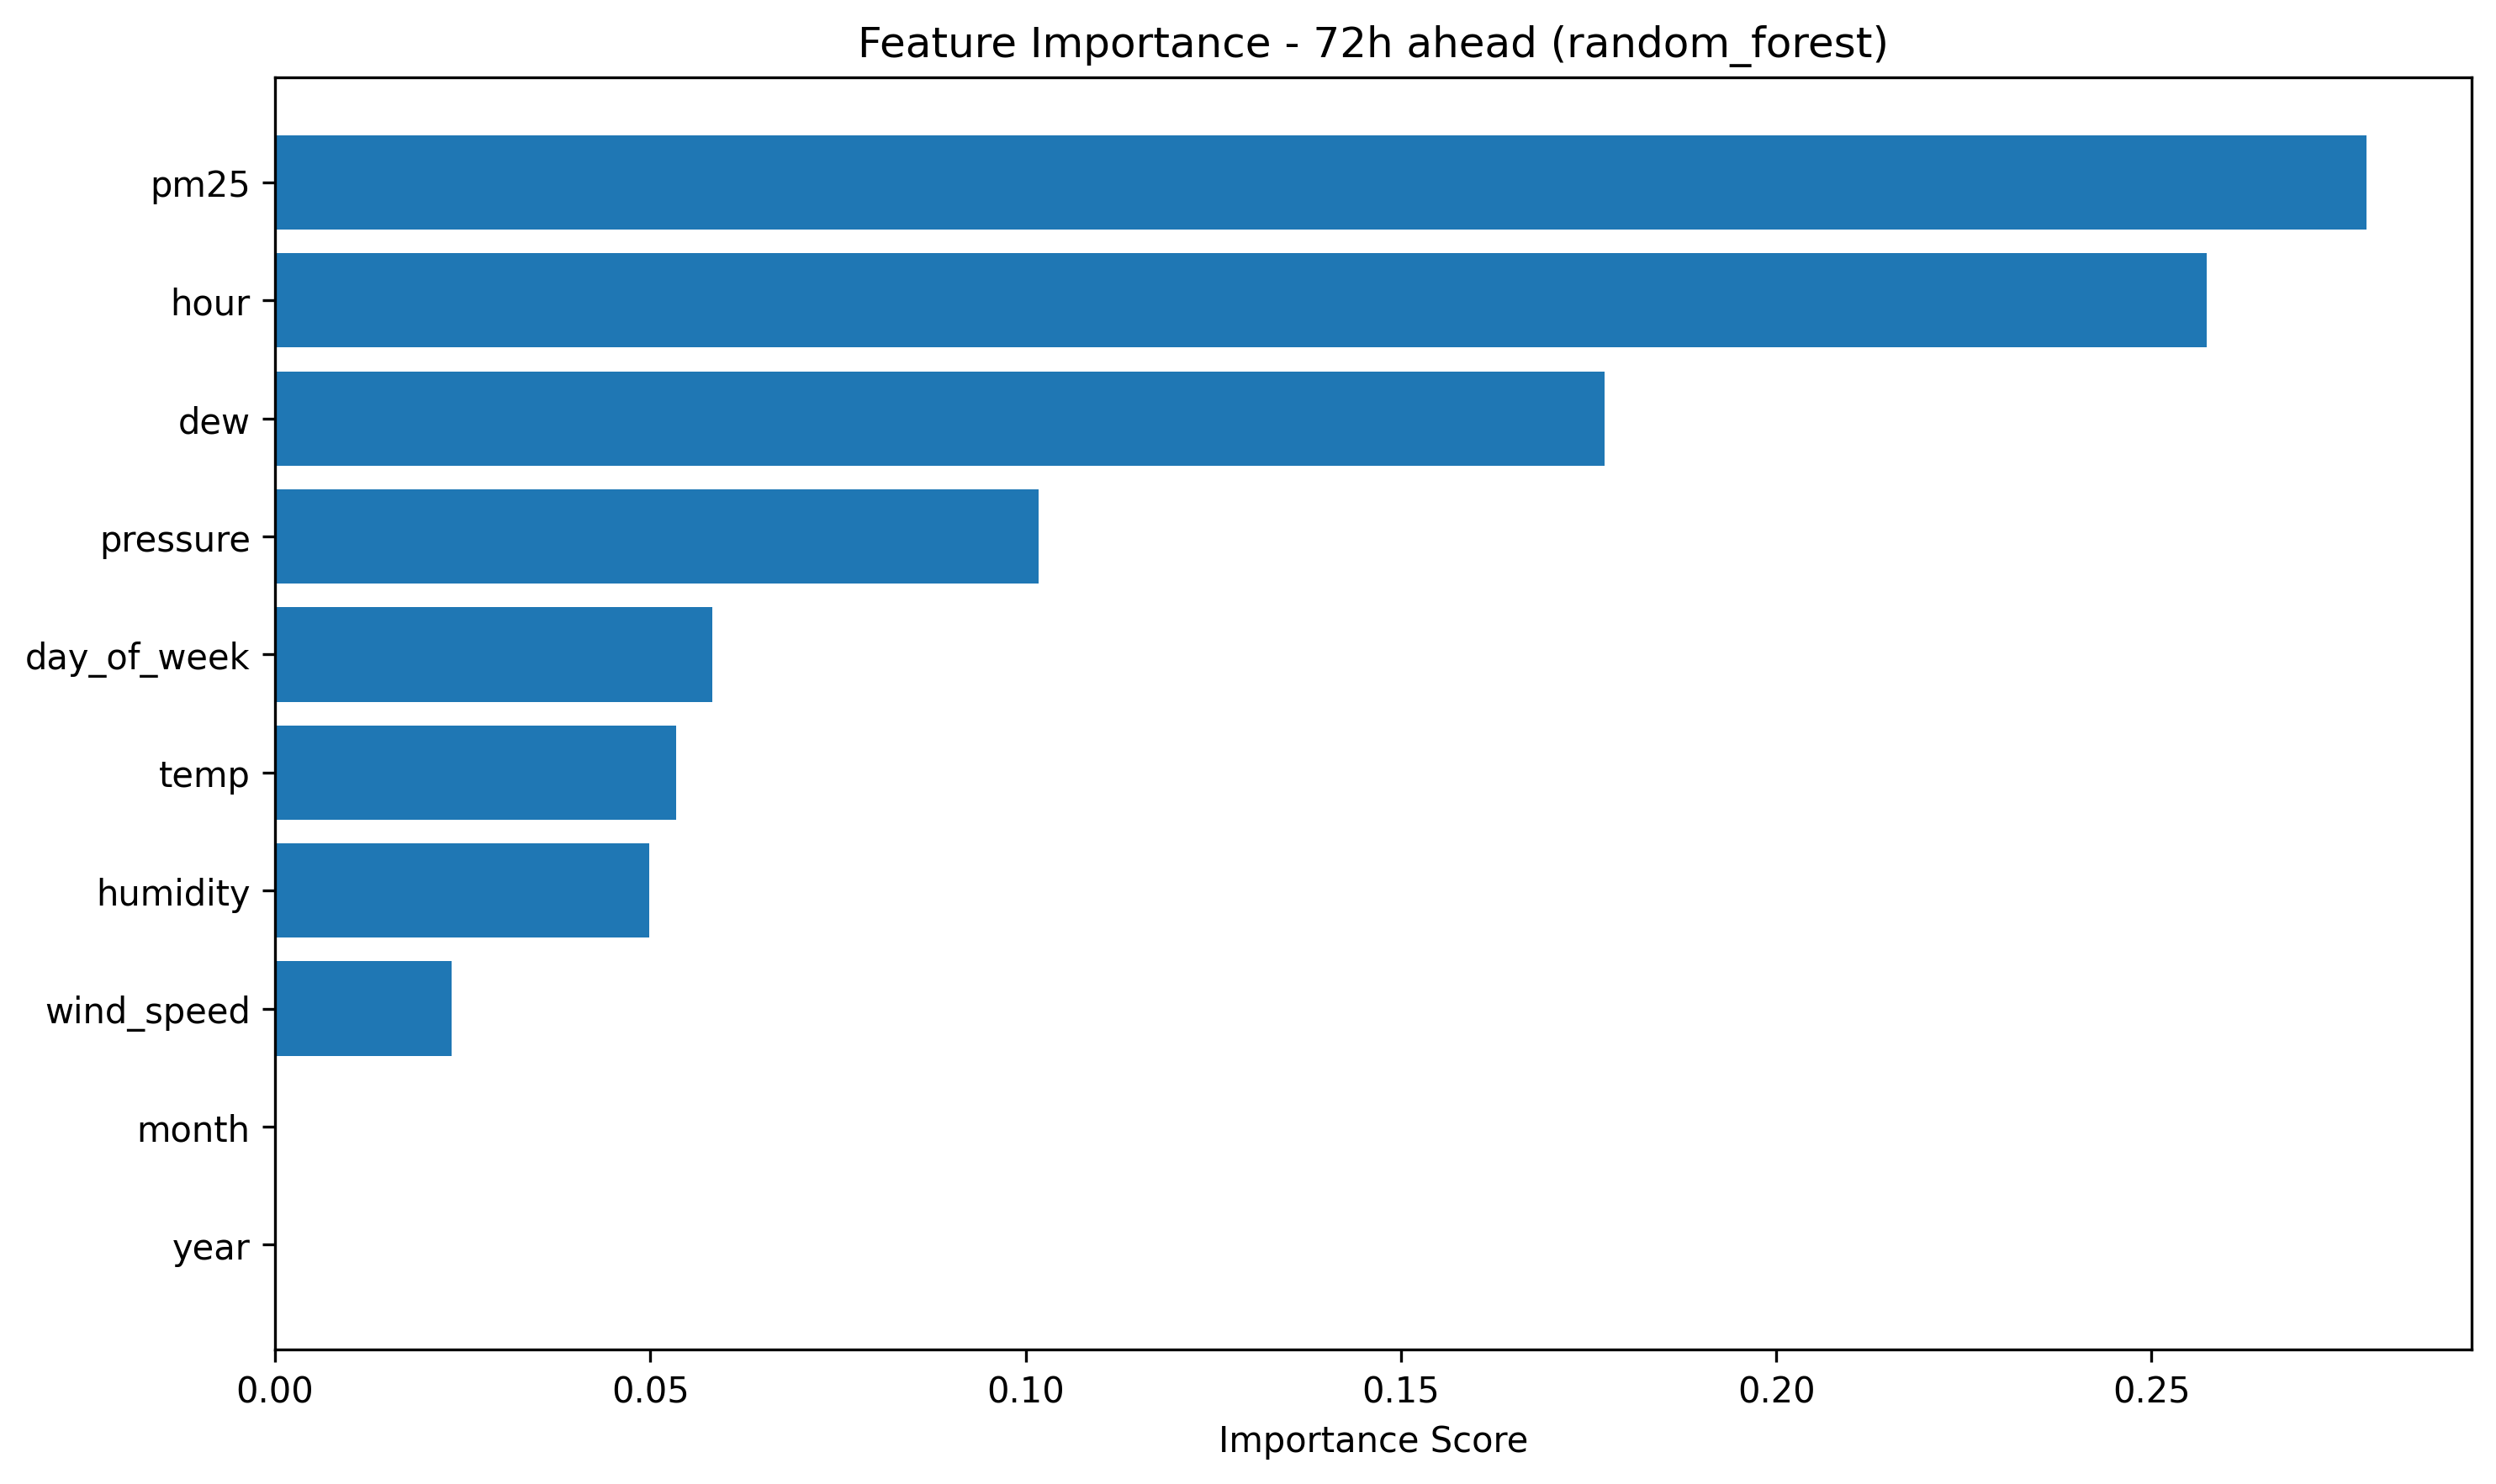 Feature Importance - 72h ahead (random_forest)
pm25
hour
dew
pressure
day_of_week
temp
humidity
wind_speed
month
year
0.00 0.05 0.10 0.15 0.20 0.25
Importance Score